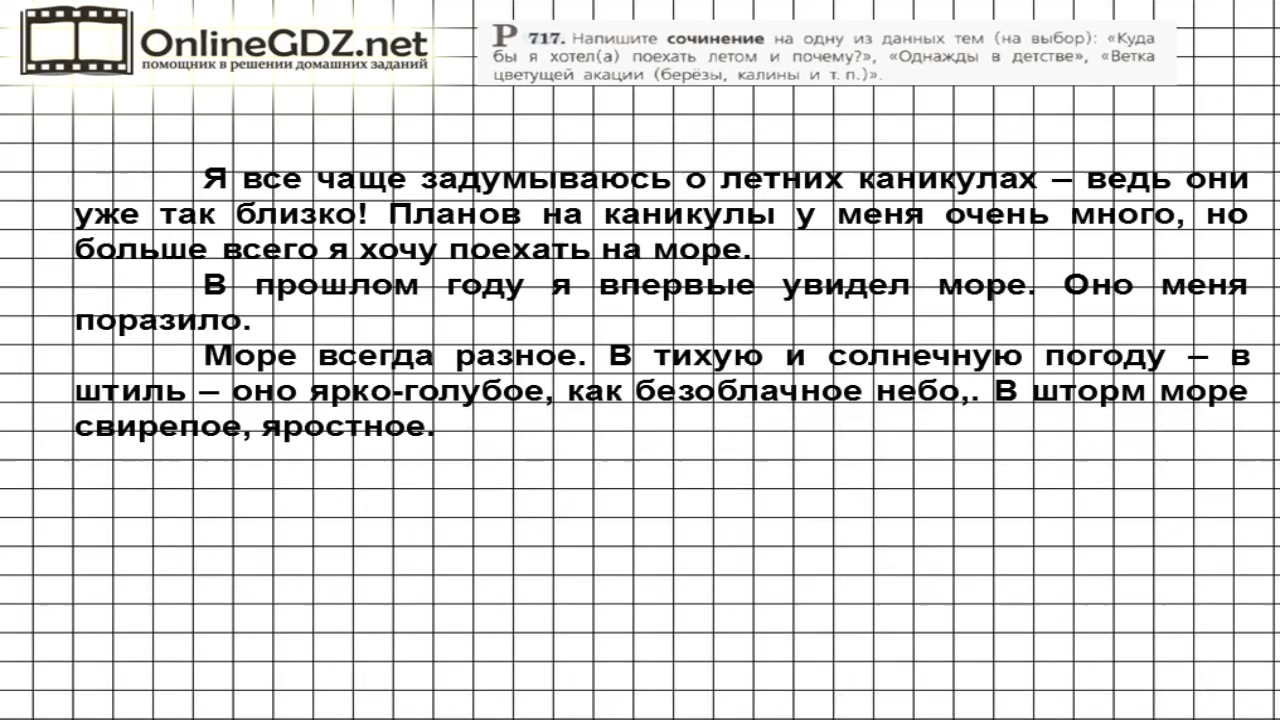 OnlineGDZ.net
помощник в решении домашних заданий
Р 717. Напишите сочинение на одну из данных тем (на выбор): «Куда
бы я хотел(а) поехать летом и почему?», «Однажды в детстве», «Ветка
цветущей акации (берёзы, калины и т. п.)».
Я все чаще задумываюсь о летних каникулах – ведь они
уже так близко! Планов на каникулы у меня очень много, но
больше всего я хочу поехать на море.
В прошлом году я впервые увидел море. Оно меня
поразило.
Море всегда разное. В тихую и солнечную погоду – в
штиль – оно ярко-голубое, как безоблачное небо,. В шторм море
свирепое, яростное.